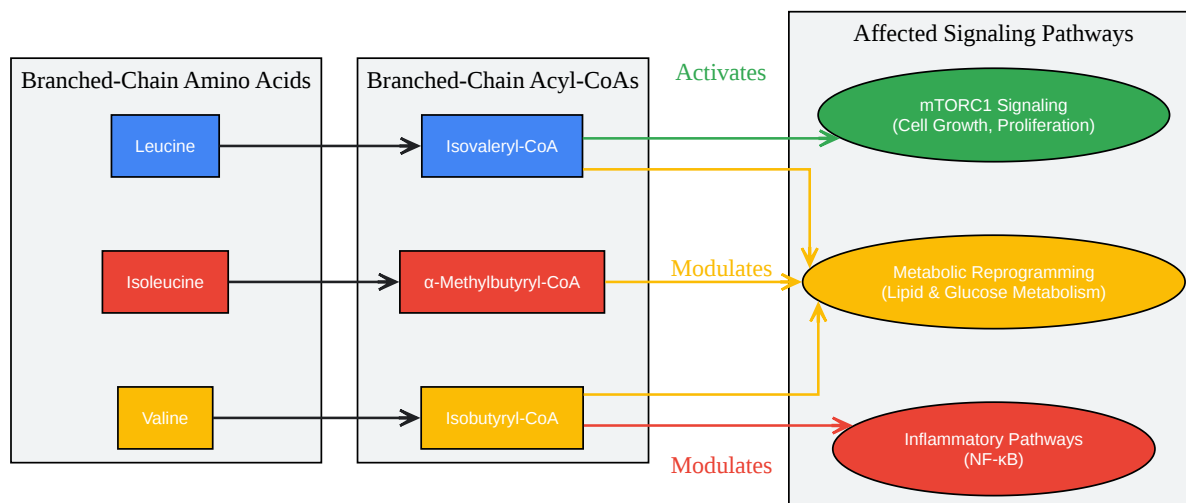 Affected Signaling Pathways
Branched-Chain Amino Acids
Branched-Chain Acyl-CoAs
Activates
mTORC1 Signaling
(Cell Growth, Proliferation)
Leucine
Isovaleryl-CoA
Isoleucine
α-Methylbutyryl-CoA
Modulates
Metabolic Reprogramming
(Lipid & Glucose Metabolism)
Valine
Isobutyryl-CoA
Inflammatory Pathways
(NF-κB)
Modulates